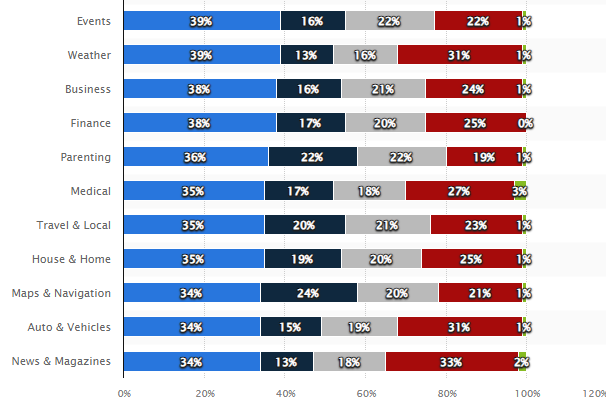 Events 39% 16% 22% 22% 1%
Weather 39% 13% 16% 31% 1%
Business 38% 16% 21% 24% 1%
Finance 38% 17% 20% 25% 0%
Parenting 36% 22% 22% 19% 1%
Medical 35% 17% 18% 27% 3%
Travel & Local 35% 20% 21% 23% 1%
House & Home 35% 19% 20% 25% 1%
Maps & Navigation 34% 24% 20% 21% 1%
Auto & Vehicles 34% 15% 19% 31% 1%
News & Magazines 34% 13% 18% 33% 2%
0% 20% 40% 60% 80% 100% 120%